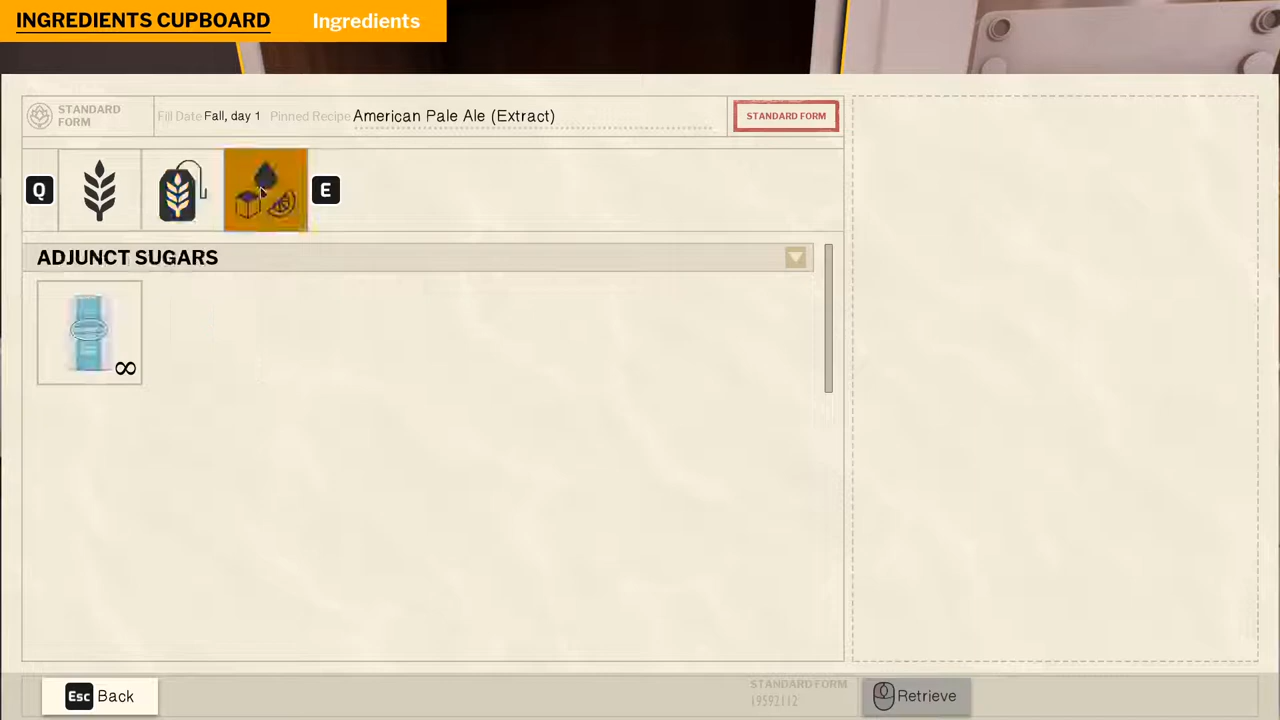 INGREDIENTS CUPBOARD Ingredients
STANDARD FORM
Fill Date Fall, day 1 Pinned Recipe American Pale Ale (Extract)
STANDARD FORM
Q
E
ADJUNCT SUGARS
∞
Esc Back
STANDARD FORM
19592112
Retrieve